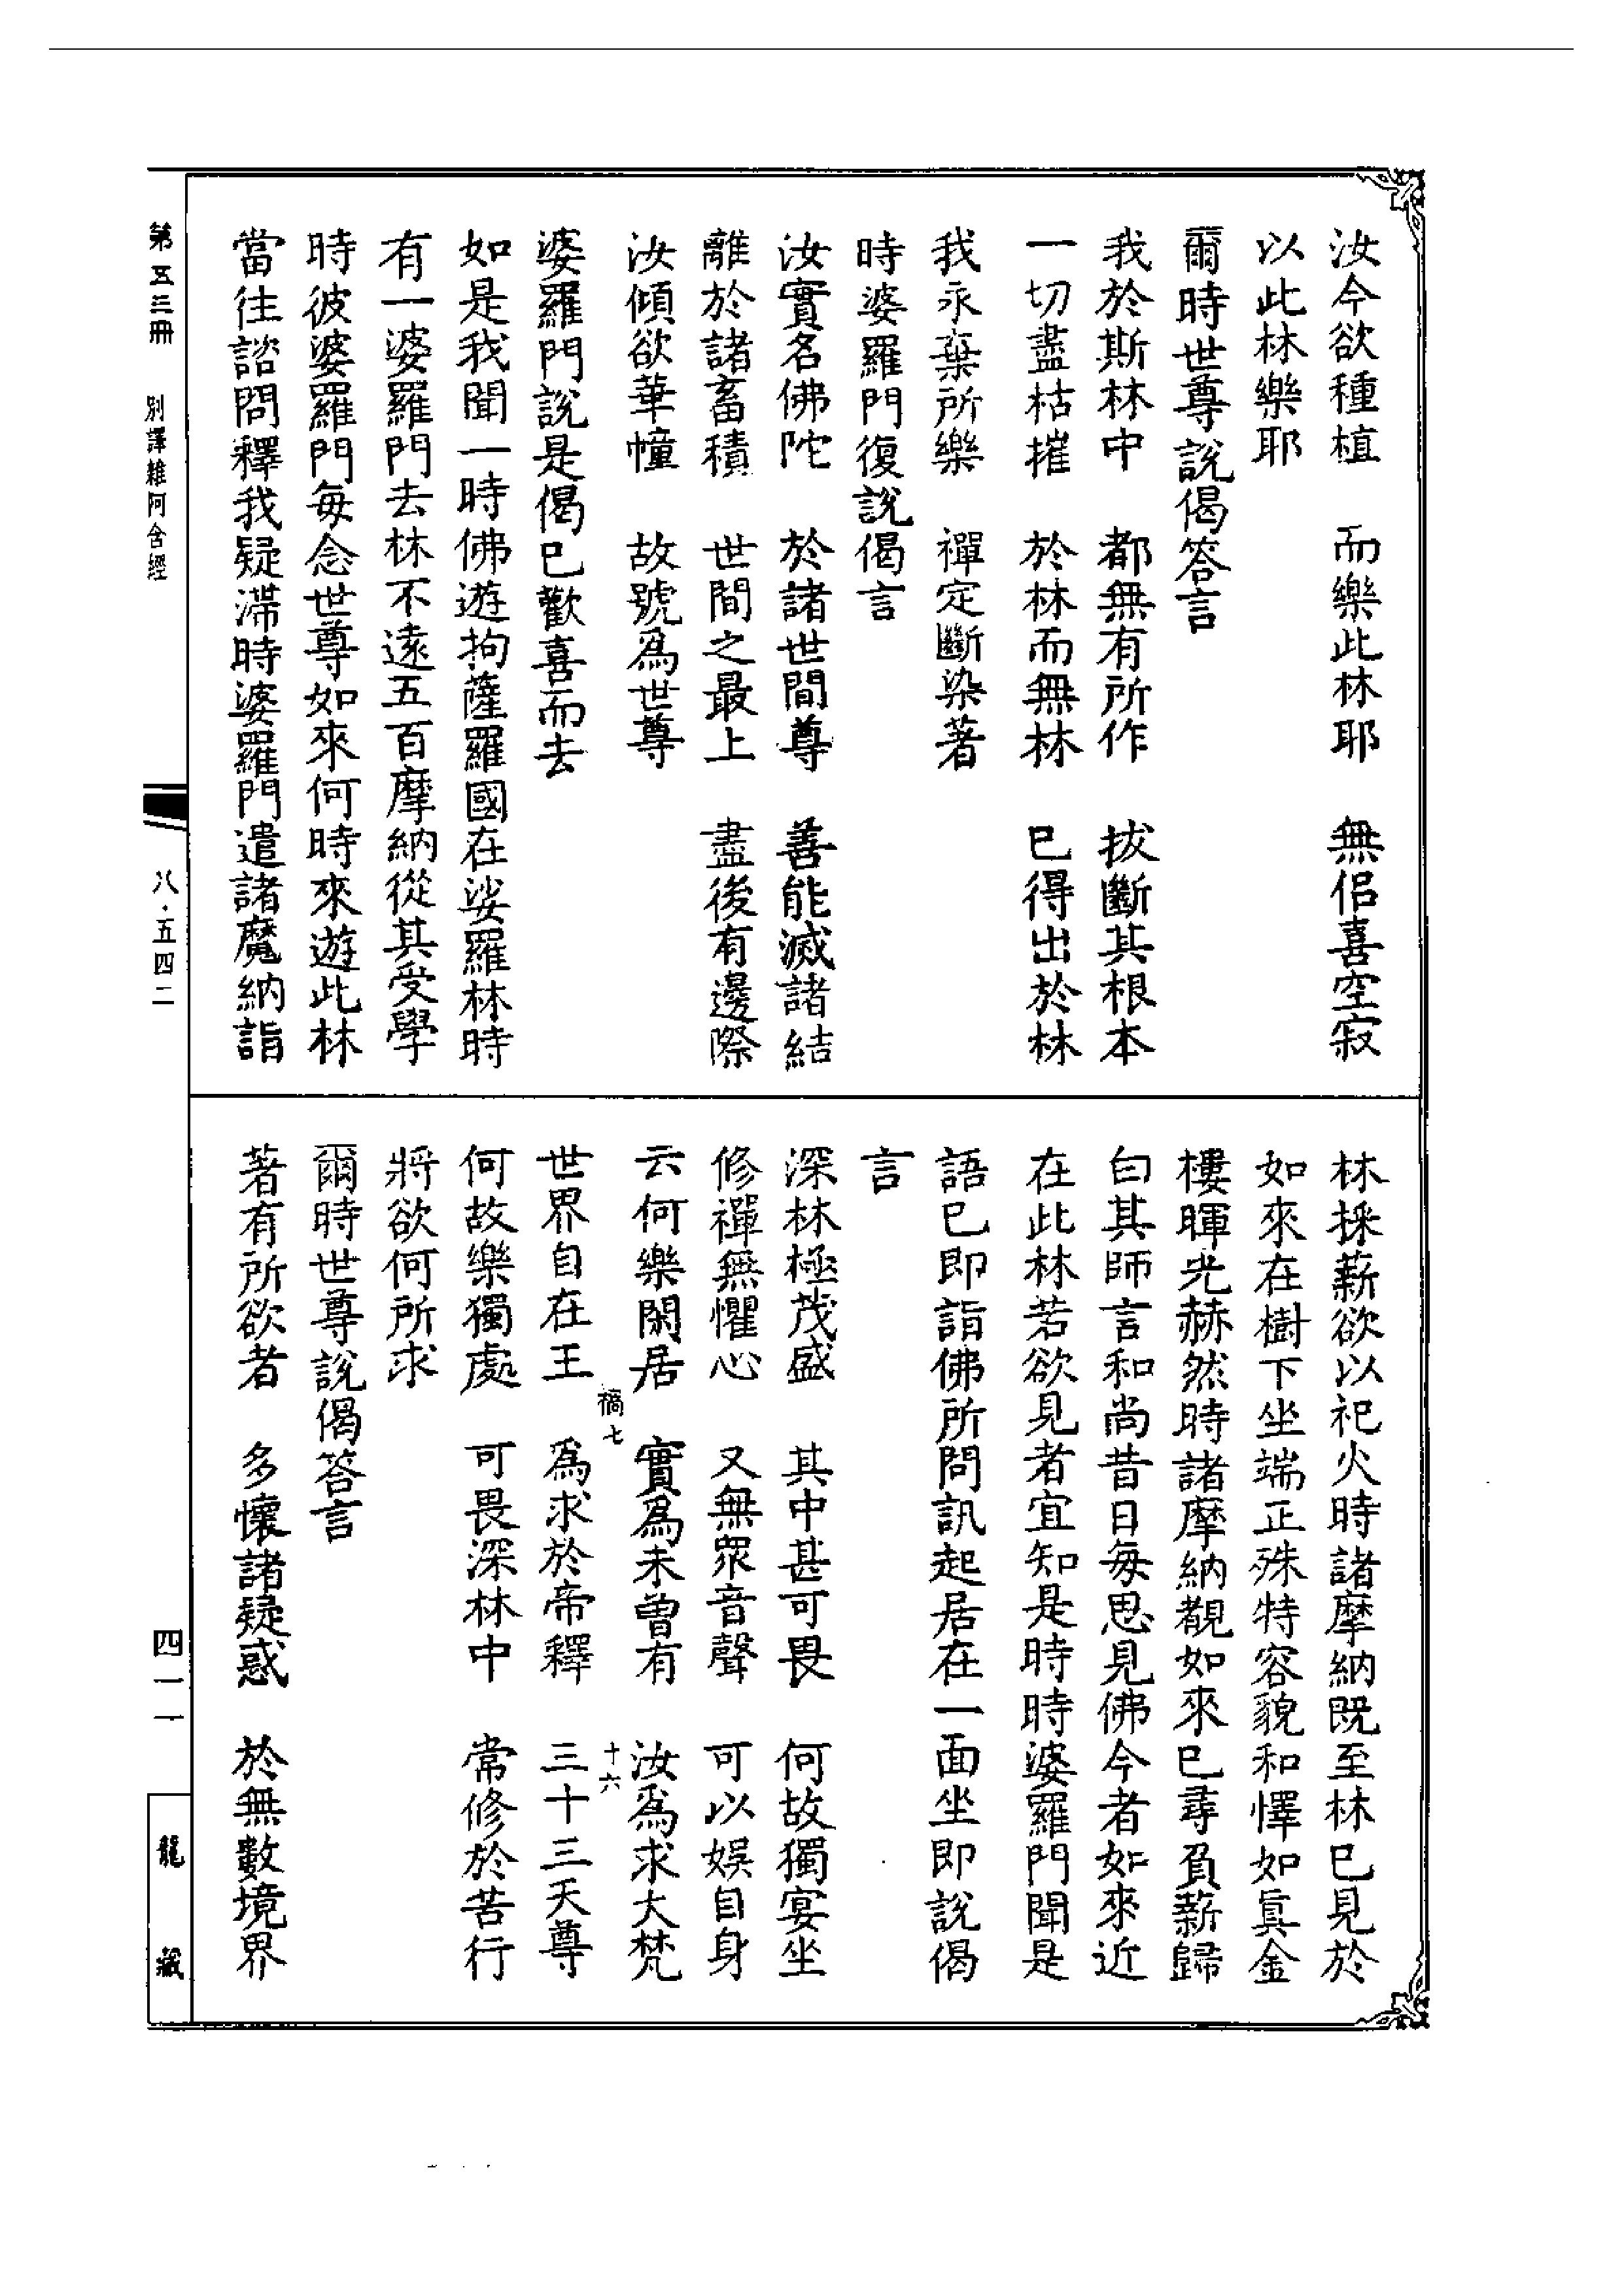 汝今欲種植　而樂此林耶　無侶喜空寂
以此林樂耶
爾時世尊說偈答言
我於斯林中　都無有所作　拔斷其根本
一切盡枯摧　於林而無林　已得出於林
我永棄所樂　禪定斷染著
時婆羅門復說偈言
汝實名佛陀　於諸世間尊　善能滅諸結
離於諸畜積　世間之最上　盡後有邊際
汝傾欲華幢　故號為世尊
婆羅門說是偈已歡喜而去
如是我聞一時佛遊拘薩羅國在娑羅林時
有一婆羅門去林不遠五百摩納從其受學
時彼婆羅門每念世尊如來何時來遊此林
當往諮問釋我疑滯時婆羅門遣諸魔納詣
林採薪欲以祀火時諸摩納既至林已見於
如來在樹下坐端正殊特容貌和懌如真金
樓暉光赫然時諸摩納覩如來已尋負薪歸
白其師言和尚昔日每思見佛今者如來近
在此林若欲見者宜知是時時婆羅門聞是
語已即詣佛所問訊起居在一面坐即說偈
言
深林極茂盛　其中甚可畏　何故獨宴坐
修禪無懼心　又無眾音聲　可以娛自身
云何樂閑居　實為未曾有　汝為求大梵
世界自在王　為求於帝釋　三十三天尊
何故樂獨處　可畏深林中　常修於苦行
將欲何所求
爾時世尊說偈答言
著有所欲者　多懷諸疑惑　於無數境界
七　十六
第五三冊　別譯雜阿含經　八·五四二　四一一
龍藏